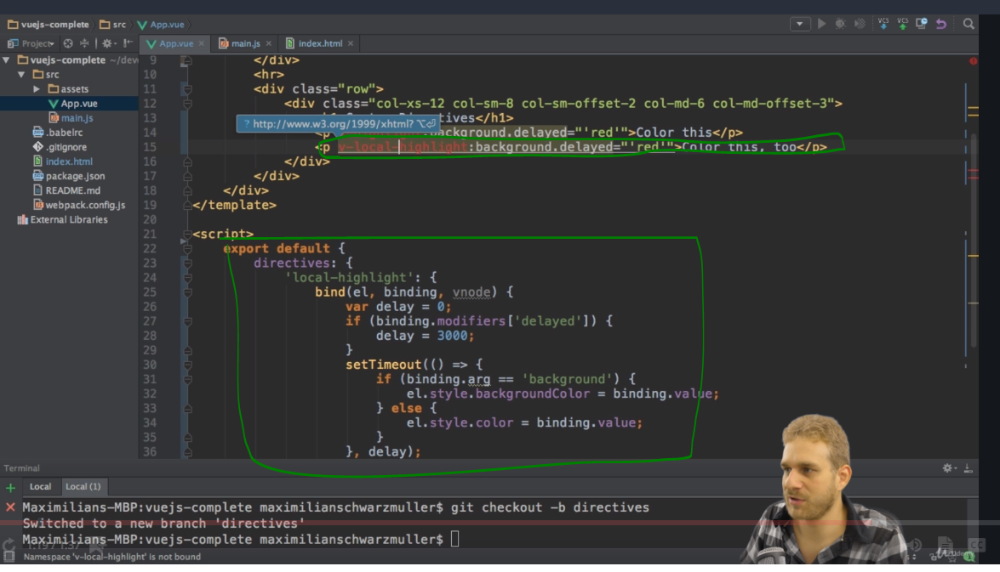 vuejs-complete src App.vue
Project App.vue × main.js × index.html ×
vuejs-complete ~/dev
src
assets
App.vue
main.js
.babelrc
.gitignore
index.html
package.json
README.md
webpack.config.js
External Libraries
9 </div>
10 <hr>
11 <div class="row">
12 <div class="col-xs-12 col-sm-8 col-sm-offset-2 col-md-6 col-md-offset-3">
13 </h1>
? http://www.w3.org/1999/xhtml? ⌥⏎
14 background.delayed="'red'">Color this</p>
15 <p v-local-highlight:background.delayed="'red'">Color this, too</p>
16 </div>
17 </div>
18 </div>
19 </template>
20
21 <script>
22 export default {
23 directives: {
24 'local-highlight': {
25 bind(el, binding, vnode) {
26 var delay = 0;
27 if (binding.modifiers['delayed']) {
28 delay = 3000;
29 }
30 setTimeout(() => {
31 if (binding.arg == 'background') {
32 el.style.backgroundColor = binding.value;
33 } else {
34 el.style.color = binding.value;
35 }
36 }, delay);
Terminal
Local Local (1)
Maximilians-MBP:vuejs-complete maximilianschwarzmuller$ git checkout -b directives
Switched to a new branch 'directives'
Maximilians-MBP:vuejs-complete maximilianschwarzmuller$
Namespace 'v-local-highlight' is not bound